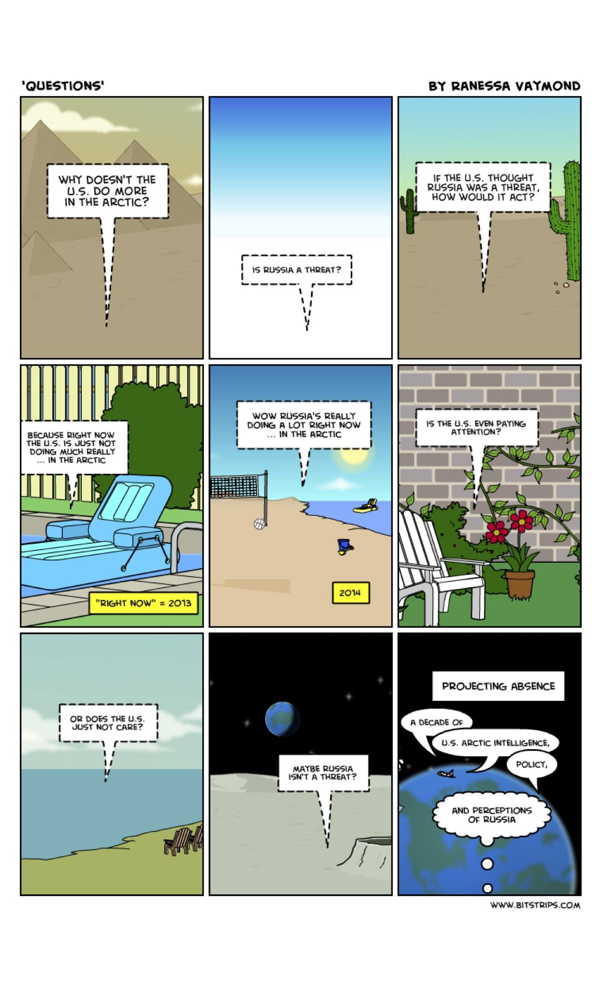 'QUESTIONS'
BY RANESSA VAYMOND
WHY DOESN'T THE
U.S. DO MORE
IN THE ARCTIC?
IS RUSSIA A THREAT?
IF THE U.S. THOUGHT
RUSSIA WAS A THREAT,
HOW WOULD IT ACT?
BECAUSE RIGHT NOW
THE U.S. IS JUST NOT
DOING MUCH REALLY
... IN THE ARCTIC
"RIGHT NOW" = 2013
WOW RUSSIA'S REALLY
DOING A LOT RIGHT NOW
... IN THE ARCTIC
2014
IS THE U.S. EVEN PAYING
ATTENTION?
OR DOES THE U.S.
JUST NOT CARE?
MAYBE RUSSIA
ISN'T A THREAT?
PROJECTING ABSENCE
A DECADE OF
U.S. ARCTIC INTELLIGENCE,
POLICY,
AND PERCEPTIONS
OF RUSSIA
WWW.BITSTRIPS.COM